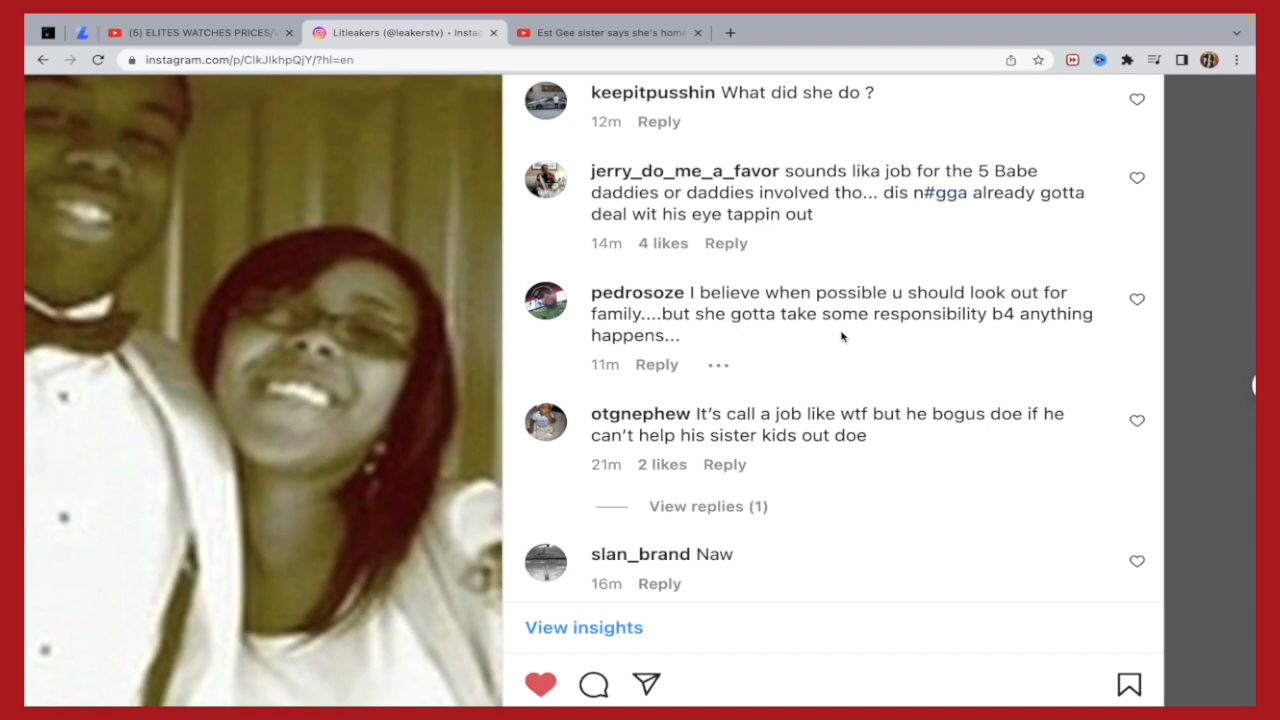 (5) ELITES WATCHES PRICES/
Litleakers (@leakerstv) • Insta
Est Gee sister says she's hom
instagram.com/p/ClkJIkhpQjY/?hl=en
keepitpusshin What did she do ?
12m Reply
jerry_do_me_a_favor sounds lika job for the 5 Babe
daddies or daddies involved tho... dis n#gga already gotta
deal wit his eye tappin out
14m 4 likes Reply
pedrosoze I believe when possible u should look out for
family....but she gotta take some responsibility b4 anything
happens...
11m Reply
otgnephew It's call a job like wtf but he bogus doe if he
can't help his sister kids out doe
21m 2 likes Reply
View replies (1)
slan_brand Naw
16m Reply
View insights